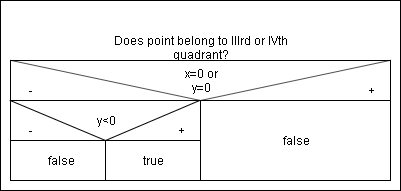 Does point belong to IIIrd or IVth
quadrant?
x=0 or
y=0
- +
y<0
- +
false
false true